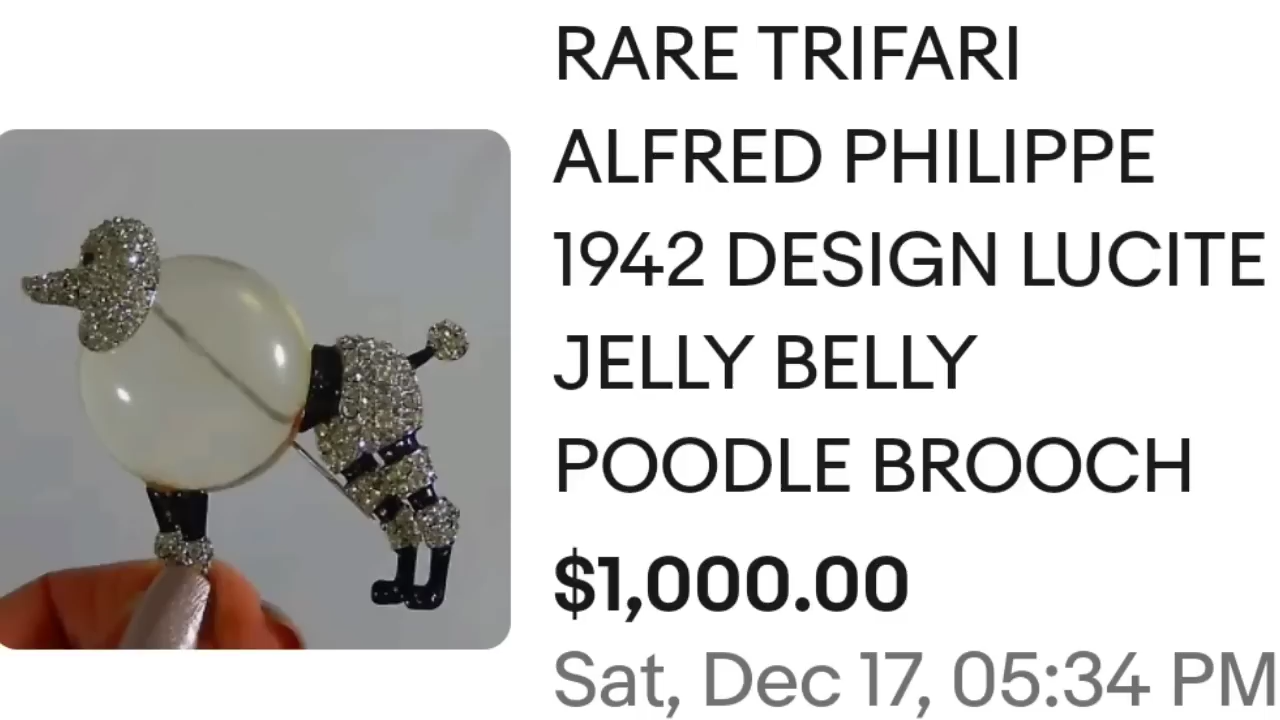 RARE TRIFARI
ALFRED PHILIPPE
1942 DESIGN LUCITE
JELLY BELLY
POODLE BROOCH
$1,000.00
Sat, Dec 17, 05:34 PM